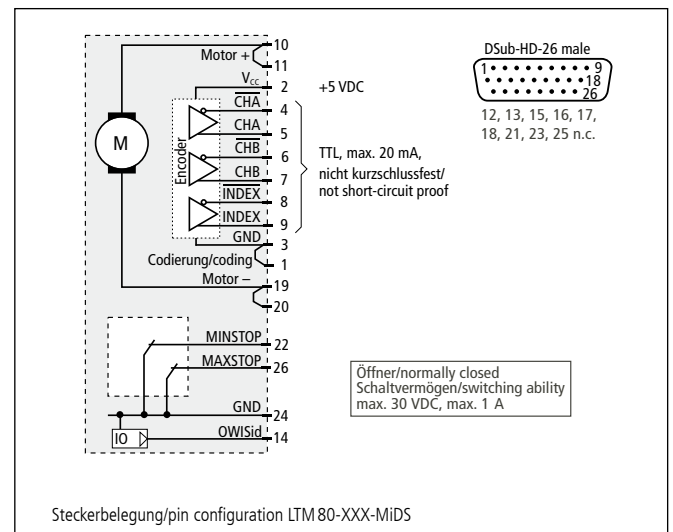 Motor + 10
11
V_cc 2 +5 VDC
C̅H̅A̅ 4
CHA 5
C̅H̅B̅ 6
CHB 7
I̅N̅D̅E̅X̅ 8
INDEX 9
GND 3
Codierung/coding 1
Motor – 19
20
M
Encoder
TTL, max. 20 mA,
nicht kurzschlussfest/
not short-circuit proof
DSub-HD-26 male
1 9
18
26
12, 13, 15, 16, 17,
18, 21, 23, 25 n.c.
MINSTOP 22
MAXSTOP 26
GND 24
IO OWISid 14
Öffner/normally closed
Schaltvermögen/switching ability
max. 30 VDC, max. 1 A
Steckerbelegung/pin configuration LTM 80-XXX-MiDS